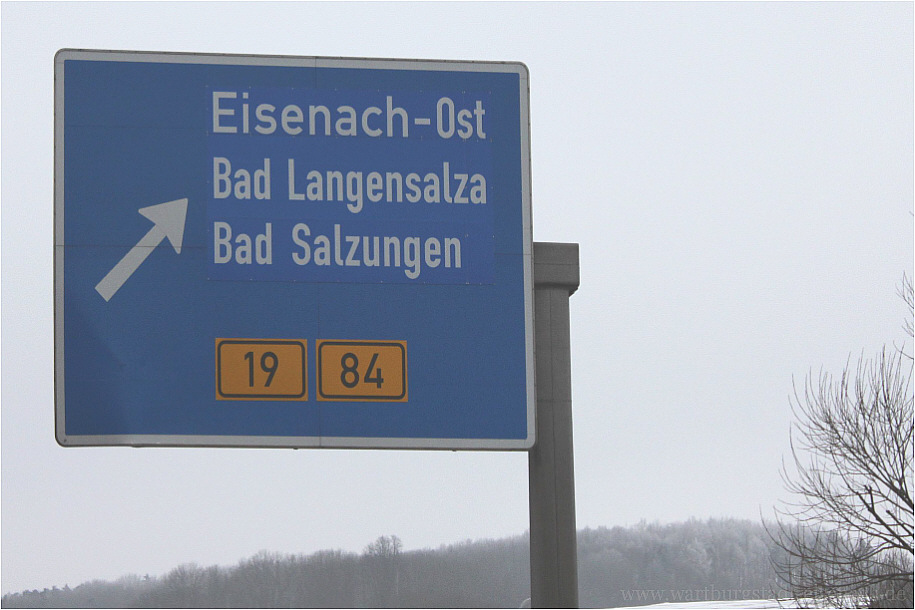 Eisenach-Ost
Bad Langensalza
Bad Salzungen
19 84